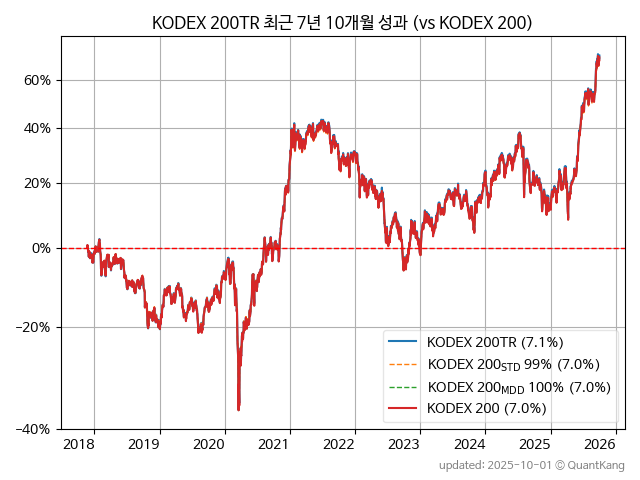 KODEX 200TR 최근 7년 10개월 성과 (vs KODEX 200)
60%
40%
20%
0%
−20%
−40%
KODEX 200TR (7.1%)
KODEX 200STD 99% (7.0%)
KODEX 200MDD 100% (7.0%)
KODEX 200 (7.0%)
2018 2019 2020 2021 2022 2023 2024 2025 2026
updated: 2025-10-01 © QuantKang